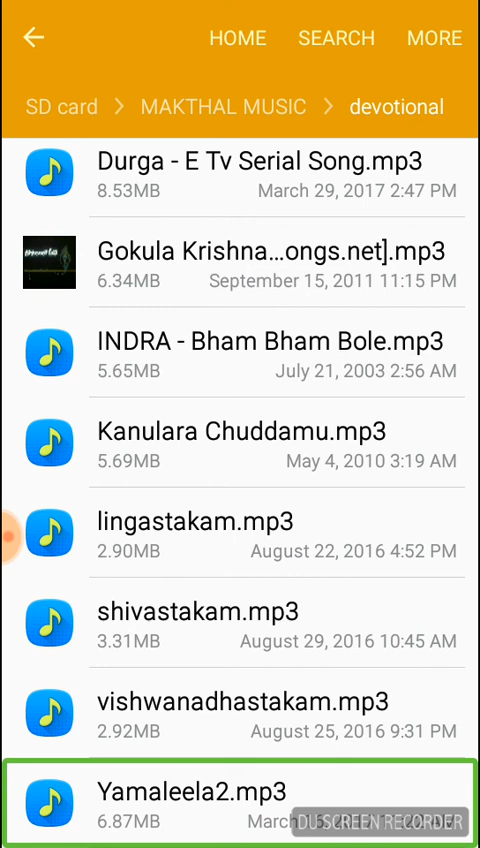 HOME SEARCH MORE
SD card > MAKTHAL MUSIC > devotional
Durga - E Tv Serial Song.mp3
8.53MB March 29, 2017 2:47 PM
Gokula Krishna...ongs.net].mp3
6.34MB September 15, 2011 11:15 PM
INDRA - Bham Bham Bole.mp3
5.65MB July 21, 2003 2:56 AM
Kanulara Chuddamu.mp3
5.69MB May 4, 2010 3:19 AM
lingastakam.mp3
2.90MB August 22, 2016 4:52 PM
shivastakam.mp3
3.31MB August 29, 2016 10:45 AM
vishwanadhastakam.mp3
2.92MB August 25, 2016 9:31 PM
Yamaleela2.mp3
6.87MB March
DU SCREEN RECORDER